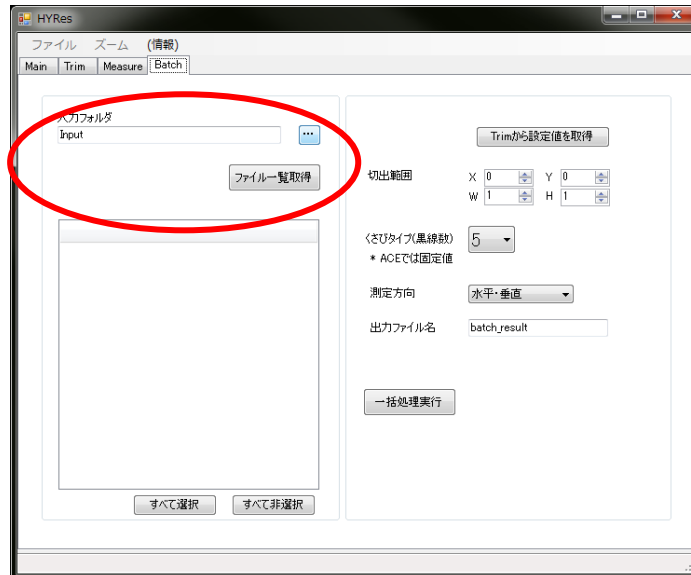 HYRes
ファイル ズーム (情報)
Main Trim Measure Batch
入力フォルダ
Input
...
ファイル一覧取得
すべて選択 すべて非選択
Trimから設定値を取得
切出範囲 X 0 Y 0
W 1 H 1
くさびタイプ(黒線数) 5
* ACEでは固定値
測定方向 水平・垂直
出力ファイル名 batch_result
一括処理実行